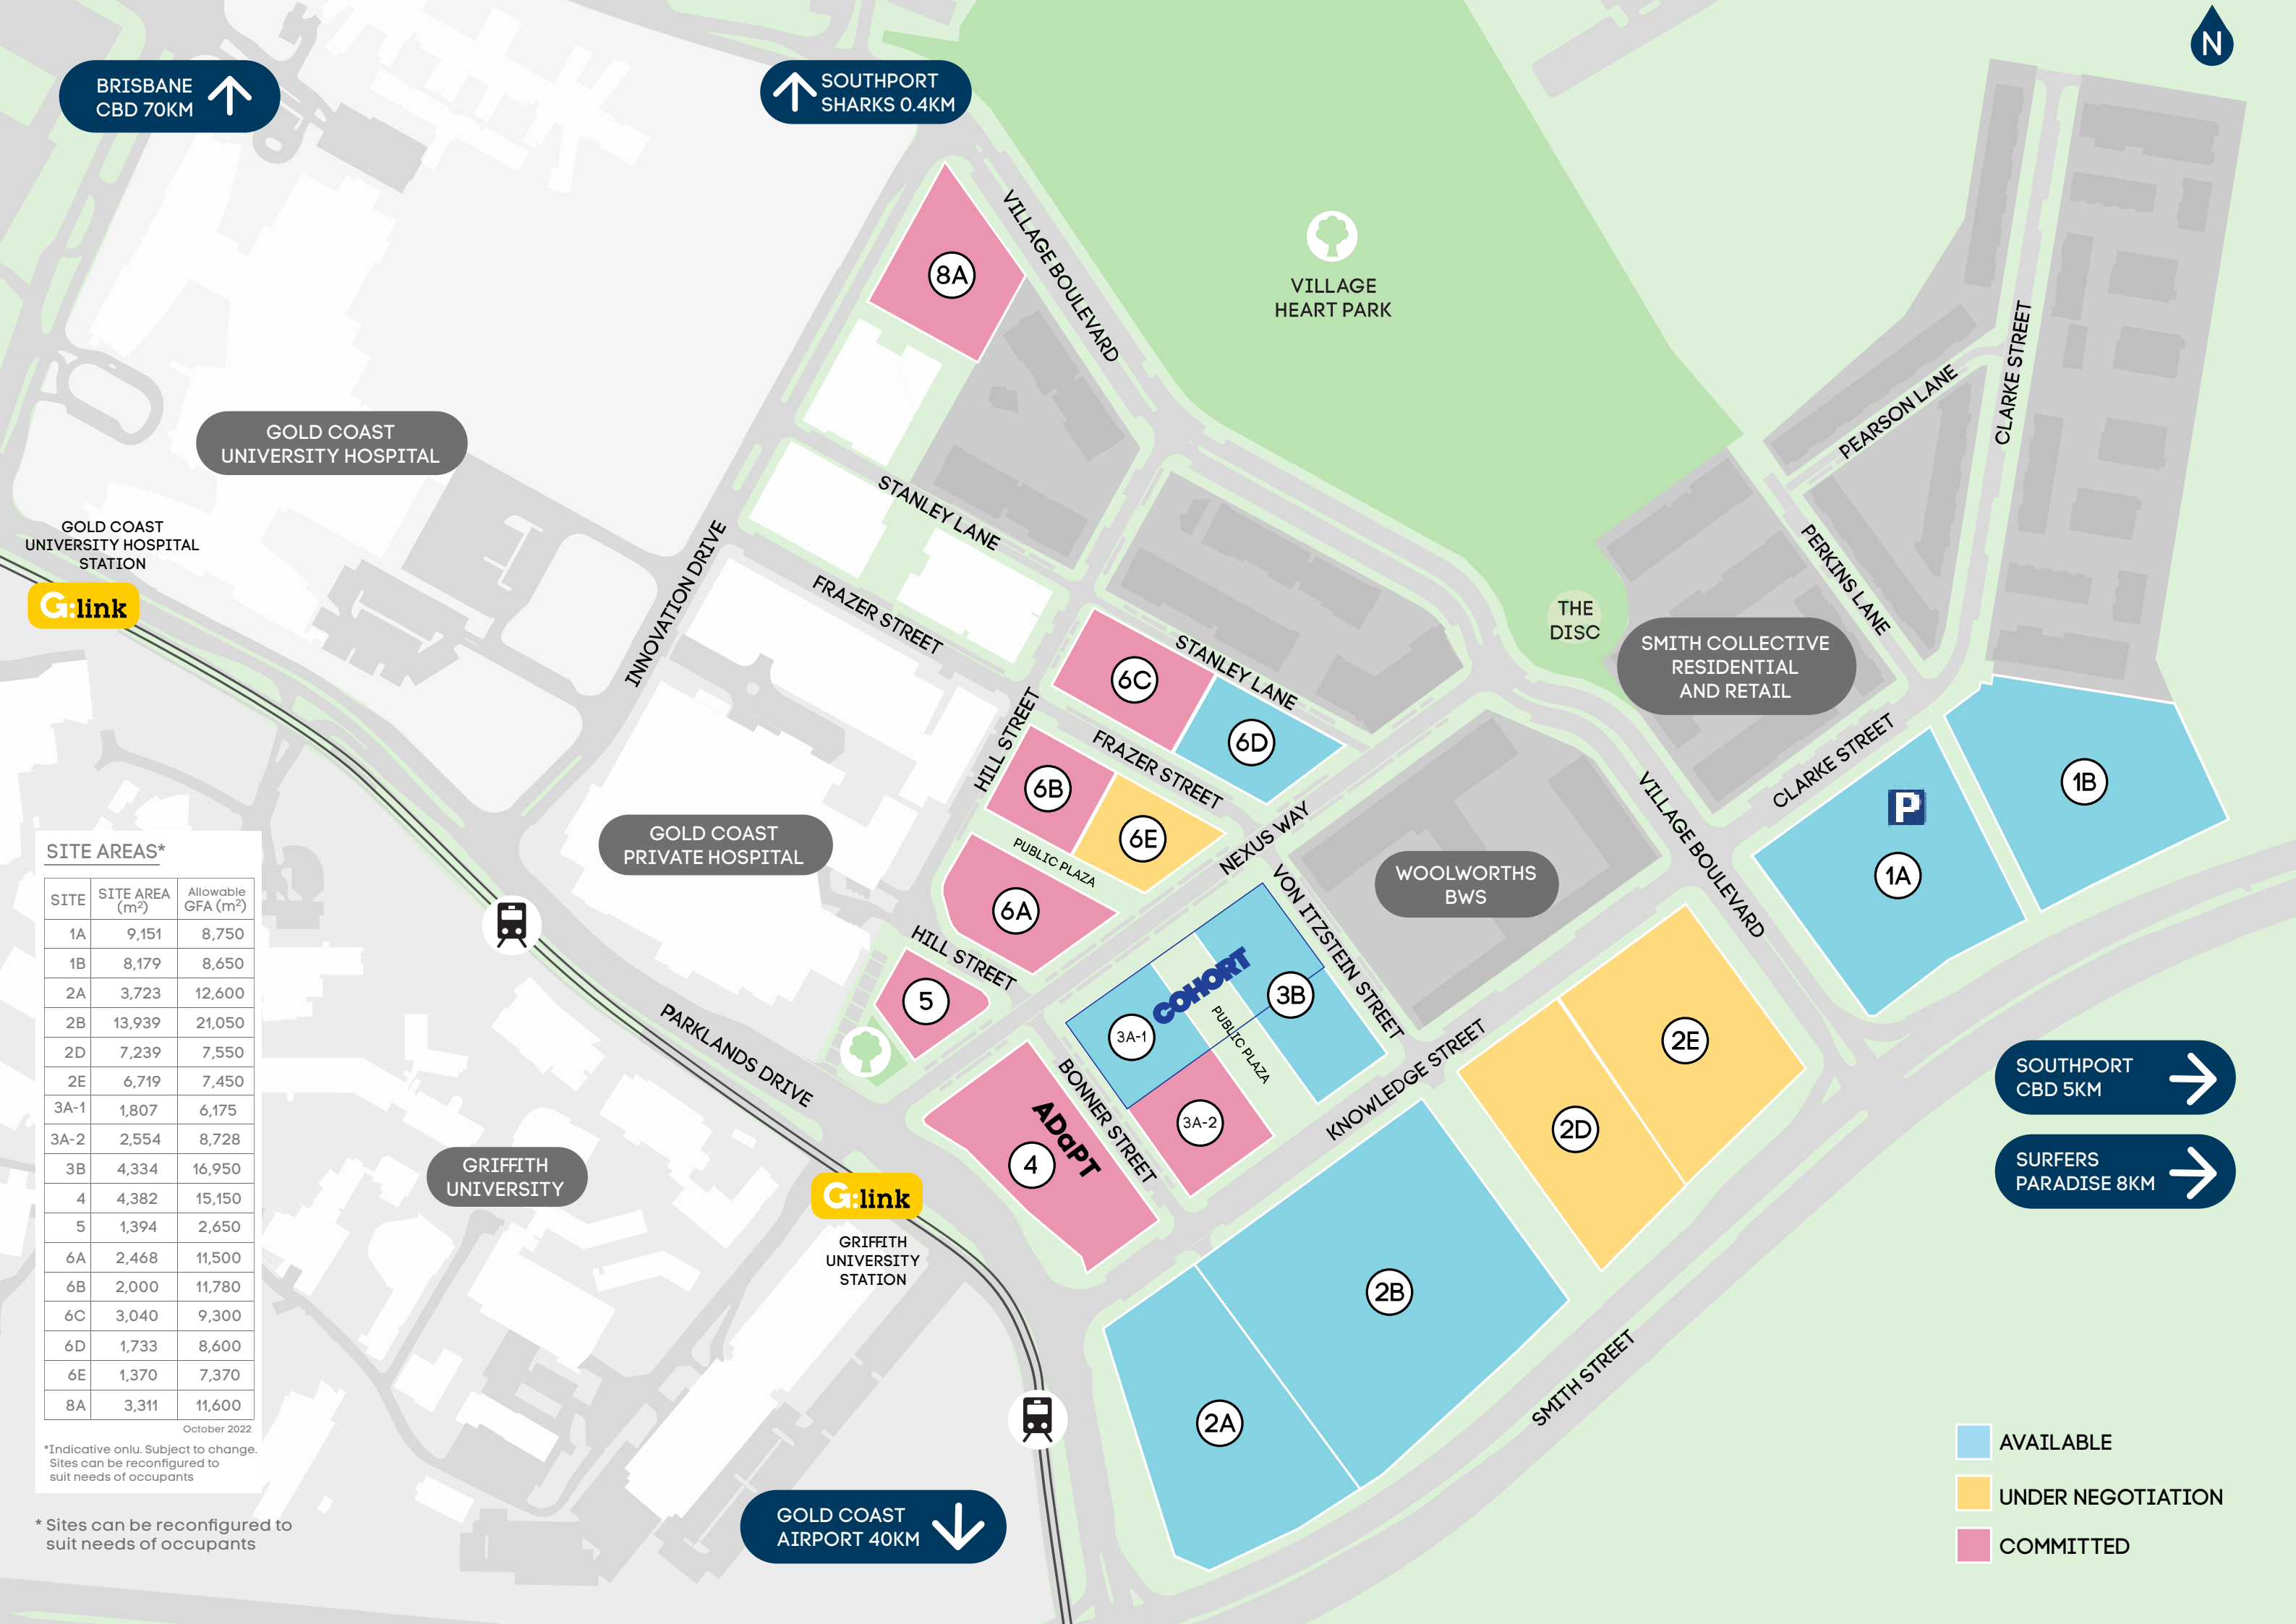 N
BRISBANE
CBD 70KM
SOUTHPORT
SHARKS 0.4KM
8A
VILLAGE BOULEVARD
VILLAGE
HEART PARK
CLARKE STREET
PEARSON LANE
GOLD COAST
UNIVERSITY HOSPITAL
STANLEY LANE
GOLD COAST
UNIVERSITY HOSPITAL
STATION
G:link
INNOVATION DRIVE
FRAZER STREET
PERKINS LANE
THE
DISC
SMITH COLLECTIVE
RESIDENTIAL
AND RETAIL
6C
STANLEY LANE
6D
HILL STREET
FRAZER STREET
6B
6E
PUBLIC PLAZA
NEXUS WAY
CLARKE STREET
1B
P
1A
VILLAGE BOULEVARD
GOLD COAST
PRIVATE HOSPITAL
WOOLWORTHS
BWS
VON ITZSTEIN STREET
6A
HILL STREET
5
COHORT
3A-1
3B
PUBLIC PLAZA
PARKLANDS DRIVE
BONNER STREET
KNOWLEDGE STREET
2E
2D
3A-2
ADaPT
4
SOUTHPORT
CBD 5KM
SURFERS
PARADISE 8KM
GRIFFITH
UNIVERSITY
G:link
GRIFFITH
UNIVERSITY
STATION
2B
2A
SMITH STREET
GOLD COAST
AIRPORT 40KM
SITE AREAS*
SITE SITE AREA (m²) Allowable GFA (m²)
1A 9,151 8,750
1B 8,179 8,650
2A 3,723 12,600
2B 13,939 21,050
2D 7,239 7,550
2E 6,719 7,450
3A-1 1,807 6,175
3A-2 2,554 8,728
3B 4,334 16,950
4 4,382 15,150
5 1,394 2,650
6A 2,468 11,500
6B 2,000 11,780
6C 3,040 9,300
6D 1,733 8,600
6E 1,370 7,370
8A 3,311 11,600
October 2022
*Indicative onlu. Subject to change.
Sites can be reconfigured to
suit needs of occupants
* Sites can be reconfigured to
suit needs of occupants
AVAILABLE
UNDER NEGOTIATION
COMMITTED